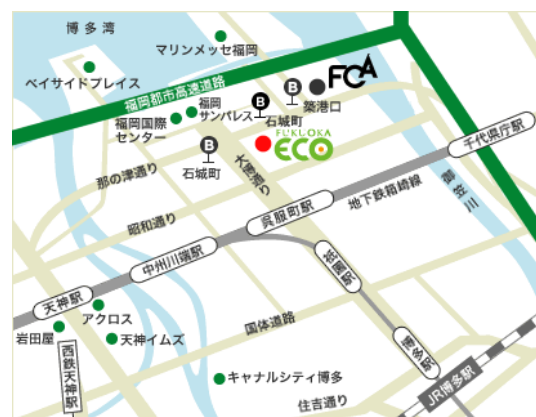 博多湾
マリンメッセ福岡
ベイサイドプレイス
福岡都市高速道路
FCA
B
築港口
B
石城町
福岡
サンパレス
福岡国際
センター
FUKUOKA
ECO
B
石城町
大博通り
千代県庁駅
那の津通り
御笠川
地下鉄箱崎線
昭和通り
呉服町駅
中州川端駅
祇園駅
天神駅
アクロス
国体道路
岩田屋
天神イムズ
博多駅
西鉄天神駅
キャナルシティ博多
JR博多駅
住吉通り